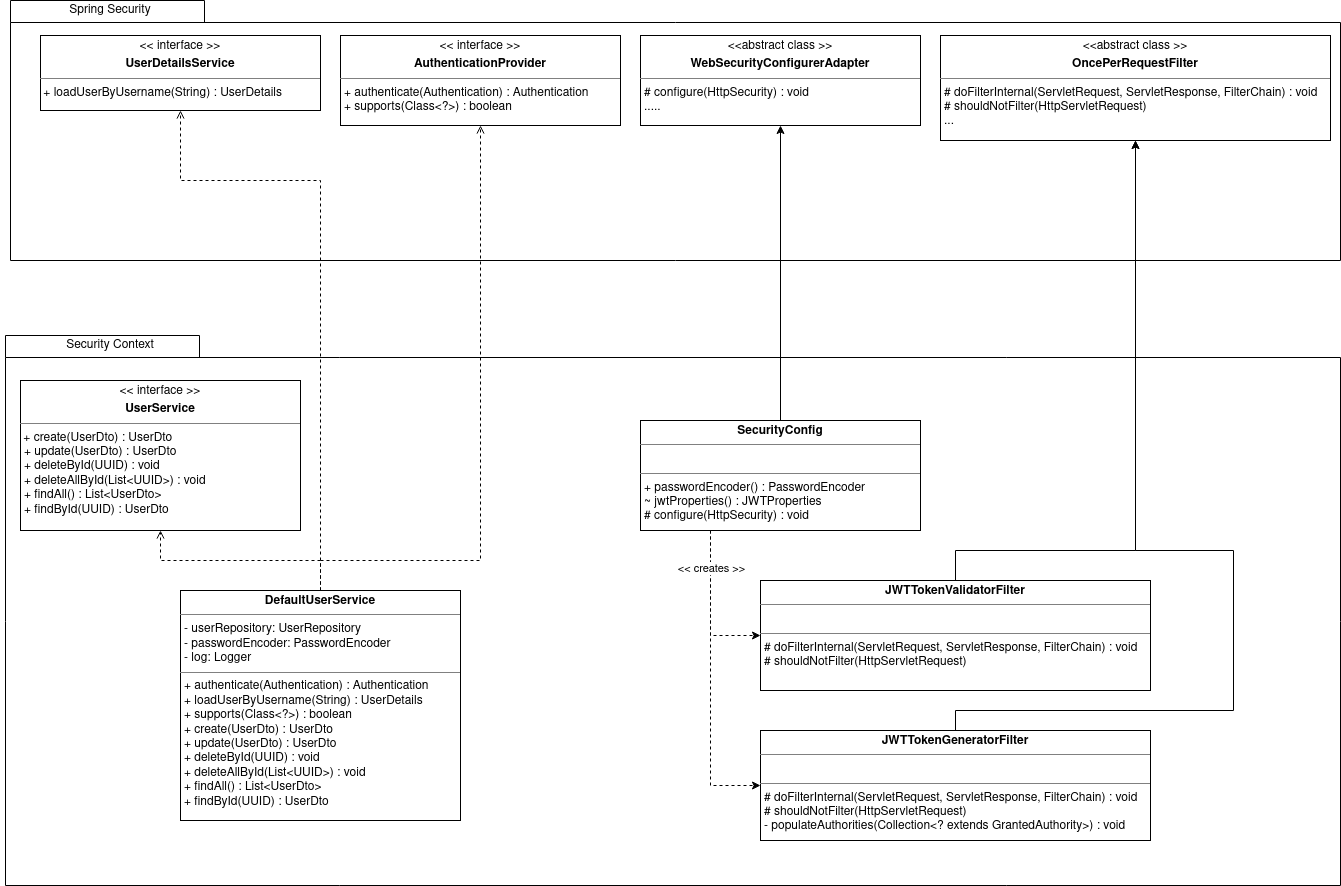 Spring Security
<< interface >>
UserDetailsService
+ loadUserByUsername(String) : UserDetails
<< interface >>
AuthenticationProvider
+ authenticate(Authentication) : Authentication
+ supports(Class<?>) : boolean
<<abstract class >>
WebSecurityConfigurerAdapter
# configure(HttpSecurity) : void
.....
<<abstract class >>
OncePerRequestFilter
# doFilterInternal(ServletRequest, ServletResponse, FilterChain) : void
# shouldNotFilter(HttpServletRequest)
...
Security Context
<< interface >>
UserService
+ create(UserDto) : UserDto
+ update(UserDto) : UserDto
+ deleteById(UUID) : void
+ deleteAllById(List<UUID>) : void
+ findAll() : List<UserDto>
+ findById(UUID) : UserDto
SecurityConfig
+ passwordEncoder() : PasswordEncoder
~ jwtProperties() : JWTProperties
# configure(HttpSecurity) : void
<< creates >>
JWTTokenValidatorFilter
# doFilterInternal(ServletRequest, ServletResponse, FilterChain) : void
# shouldNotFilter(HttpServletRequest)
DefaultUserService
- userRepository: UserRepository
- passwordEncoder: PasswordEncoder
- log: Logger
+ authenticate(Authentication) : Authentication
+ loadUserByUsername(String) : UserDetails
+ supports(Class<?>) : boolean
+ create(UserDto) : UserDto
+ update(UserDto) : UserDto
+ deleteById(UUID) : void
+ deleteAllById(List<UUID>) : void
+ findAll() : List<UserDto>
+ findById(UUID) : UserDto
JWTTokenGeneratorFilter
# doFilterInternal(ServletRequest, ServletResponse, FilterChain) : void
# shouldNotFilter(HttpServletRequest)
- populateAuthorities(Collection<? extends GrantedAuthority>) : void